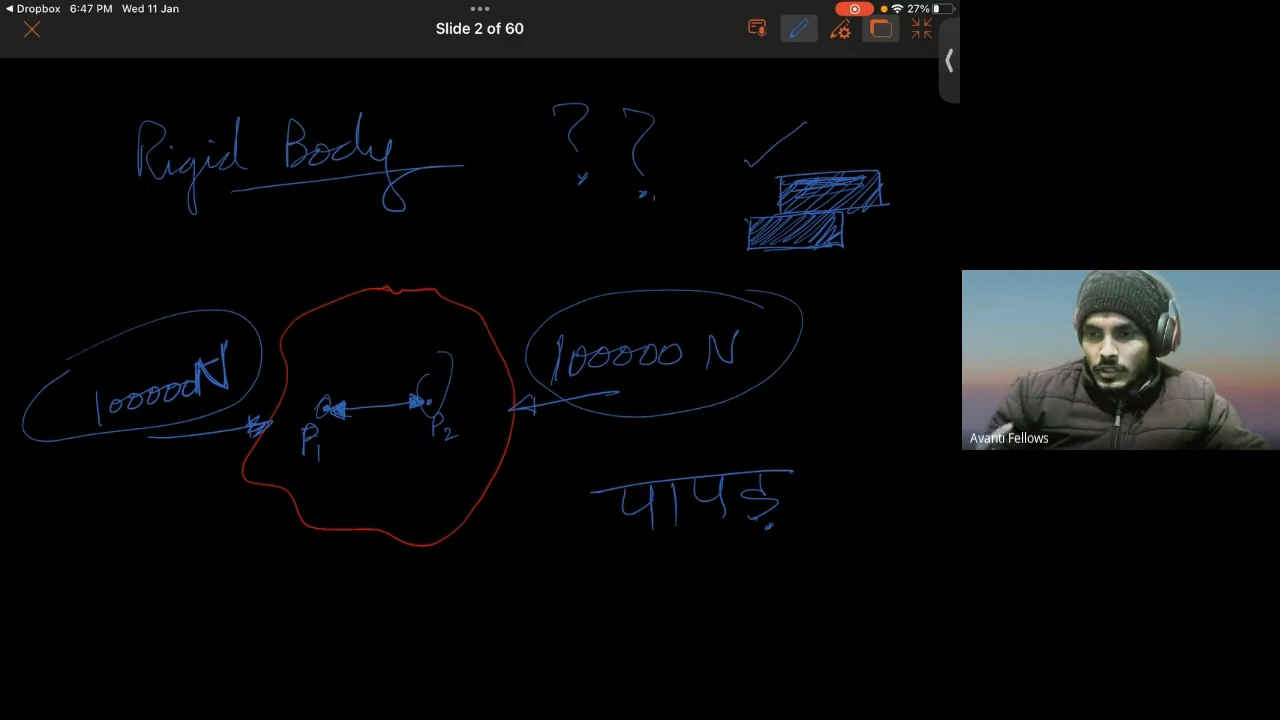 Dropbox 6:47 PM Wed 11 Jan
27%
Slide 2 of 60
Rigid Body ? ?
100000N
100000 N
P1
P2
पापड़
Avanti Fellows